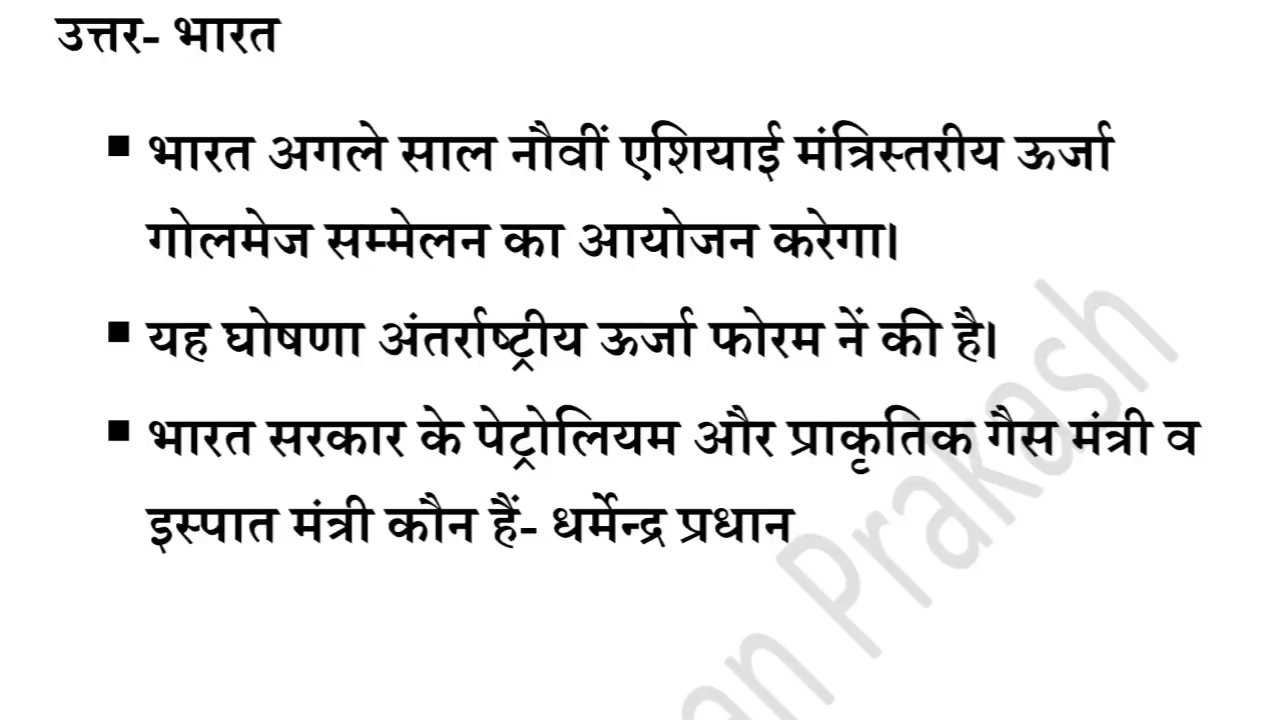 उत्तर- भारत
▪ भारत अगले साल नौवीं एशियाई मंत्रिस्तरीय ऊर्जा
गोलमेज सम्मेलन का आयोजन करेगा।
▪ यह घोषणा अंतर्राष्ट्रीय ऊर्जा फोरम नें की है।
▪ भारत सरकार के पेट्रोलियम और प्राकृतिक गैस मंत्री व
इस्पात मंत्री कौन हैं- धर्मेन्द्र प्रधान
Prakash